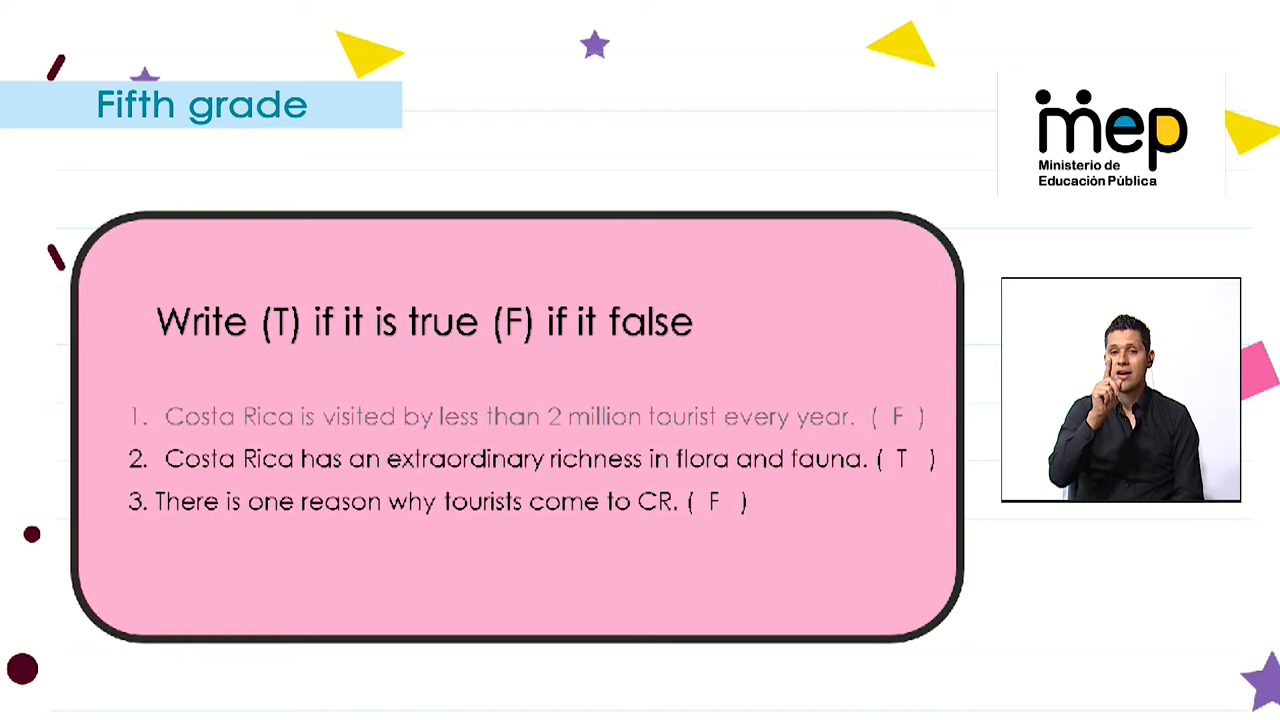 Fifth grade
mep
Ministerio de
Educación Pública
Write (T) if it is true (F) if it false
1. Costa Rica is visited by less than 2 million tourist every year. ( F )
2. Costa Rica has an extraordinary richness in flora and fauna. ( T )
3. There is one reason why tourists come to CR. ( F )